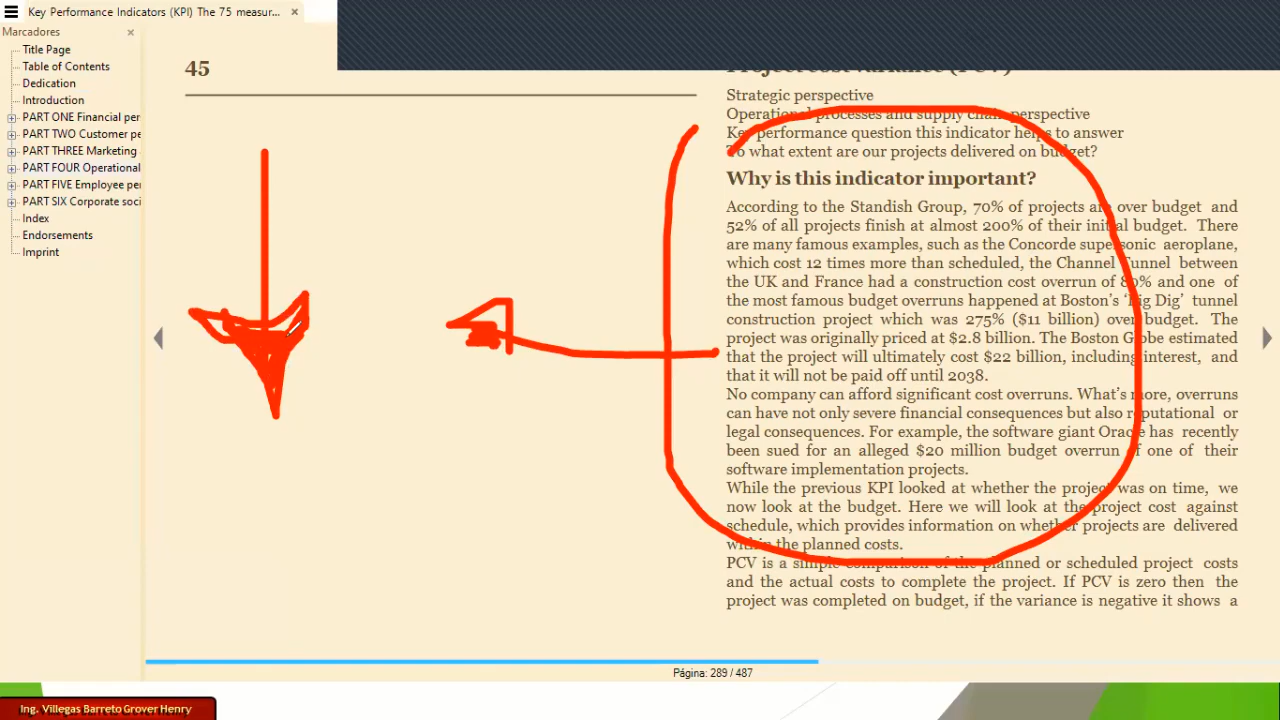 Key Performance Indicators (KPI) The 75 measur...
Marcadores
Title Page
Table of Contents
Dedication
Introduction
PART ONE Financial per
PART TWO Customer pe
PART THREE Marketing
PART FOUR Operational
PART FIVE Employee per
PART SIX Corporate soci
Index
Endorsements
Imprint
45
Project cost variance (PCV)
Strategic perspective
Operational processes and supply chain perspective
Key performance question this indicator helps to answer
To what extent are our projects delivered on budget?
Why is this indicator important?
According to the Standish Group, 70% of projects are over budget and
52% of all projects finish at almost 200% of their initial budget. There
are many famous examples, such as the Concorde supersonic aeroplane,
which cost 12 times more than scheduled, the Channel Tunnel between
the UK and France had a construction cost overrun of 80% and one of
the most famous budget overruns happened at Boston's 'Big Dig' tunnel
construction project which was 275% ($11 billion) over budget. The
project was originally priced at $2.8 billion. The Boston Globe estimated
that the project will ultimately cost $22 billion, including interest, and
that it will not be paid off until 2038.
No company can afford significant cost overruns. What's more, overruns
can have not only severe financial consequences but also reputational or
legal consequences. For example, the software giant Oracle has recently
been sued for an alleged $20 million budget overrun of one of their
software implementation projects.
While the previous KPI looked at whether the project was on time, we
now look at the budget. Here we will look at the project cost against
schedule, which provides information on whether projects are delivered
within the planned costs.
PCV is a simple comparison of the planned or scheduled project costs
and the actual costs to complete the project. If PCV is zero then the
project was completed on budget, if the variance is negative it shows a
Página: 289 / 487
Ing. Villegas Barreto Grover Henry